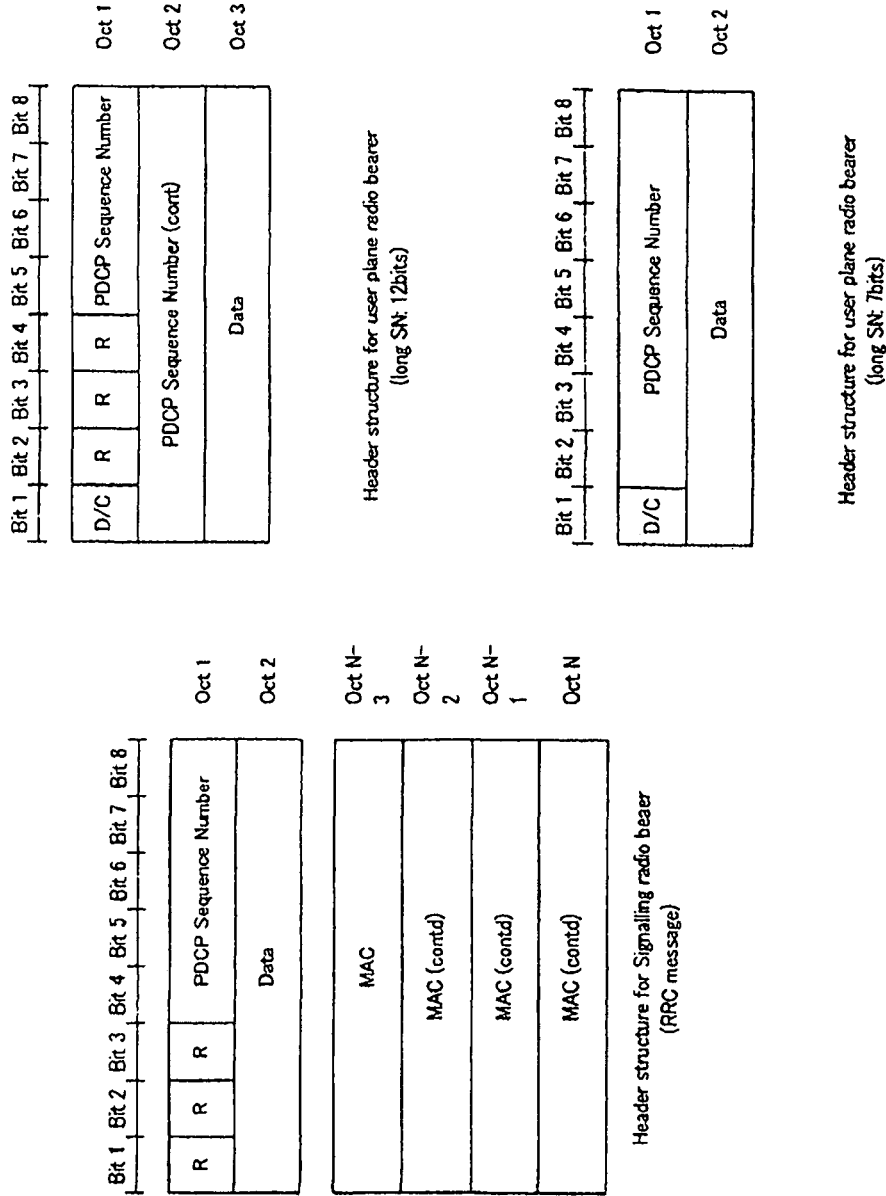 Bit 1 Bit 2 Bit 3 Bit 4 Bit 5 Bit 6 Bit 7 Bit 8
R R R PDCP Sequence Number Oct 1
Data Oct 2
MAC Oct N-3
MAC (contd) Oct N-2
MAC (contd) Oct N-1
MAC (contd) Oct N
Header structure for Signalling radio beaer
(RRC message)
Bit 1 Bit 2 Bit 3 Bit 4 Bit 5 Bit 6 Bit 7 Bit 8
D/C R R R PDCP Sequence Number Oct 1
PDCP Sequence Number (cont) Oct 2
Data Oct 3
Header structure for user plane radio bearer
(long SN: 12bits)
Bit 1 Bit 2 Bit 3 Bit 4 Bit 5 Bit 6 Bit 7 Bit 8
D/C PDCP Sequence Number Oct 1
Data Oct 2
Header structure for user plane radio bearer
(long SN: 7bits)